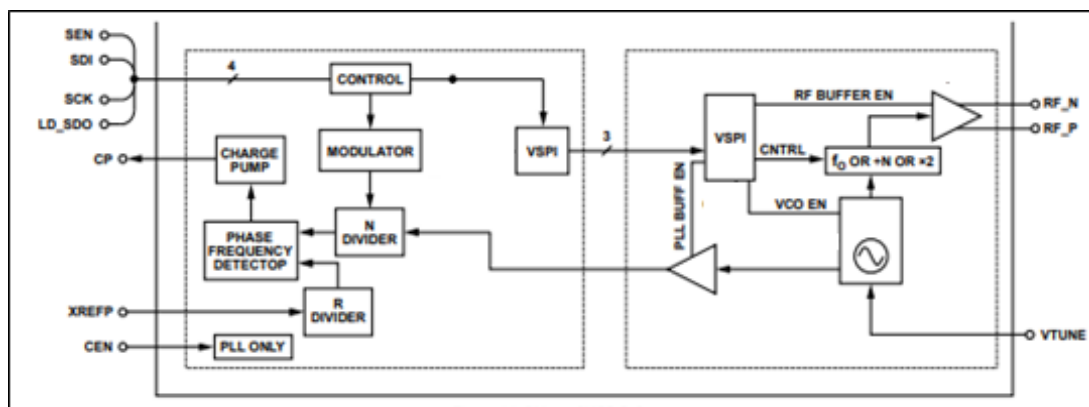 SEN
SDI
SCK
LD_SDO
CP
XREFP
CEN
4
CONTROL
MODULATOR
VSPI
3
CHARGE
PUMP
PHASE
FREQUENCY
DETECTOP
N
DIVIDER
R
DIVIDER
PLL ONLY
VSPI
RF BUFFER EN
CNTRL
PLL BUFF EN
VCO EN
fO OR ÷N OR ×2
RF_N
RF_P
VTUNE